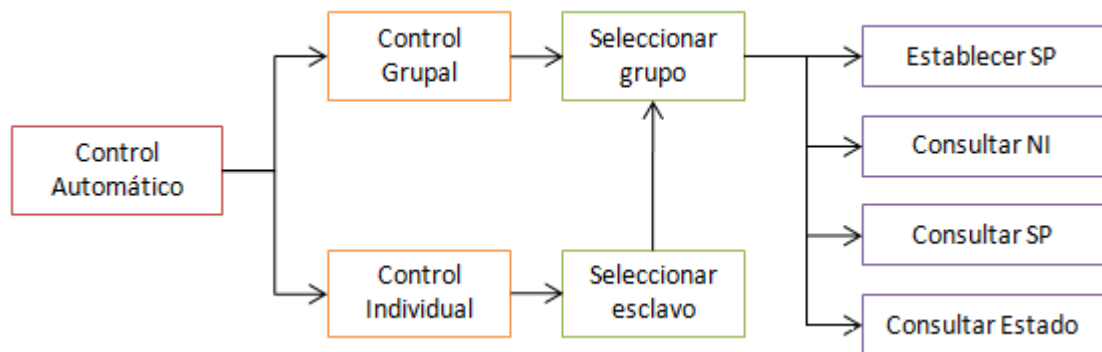 Control
Automático
Control
Grupal
Seleccionar
grupo
Control
Individual
Seleccionar
esclavo
Establecer SP
Consultar NI
Consultar SP
Consultar Estado